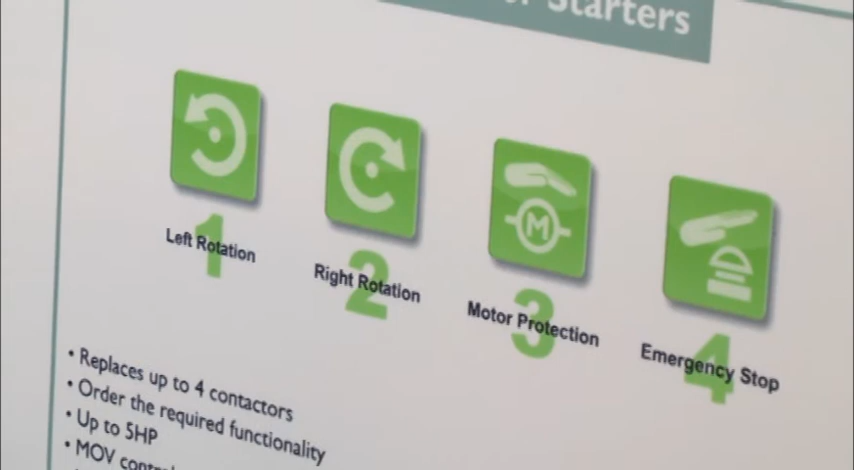 Starters
M
1
Left Rotation
2
Right Rotation
3
Motor Protection
4
Emergency Stop
• Replaces up to 4 contactors
• Order the required functionality
• Up to 5HP
• MOV